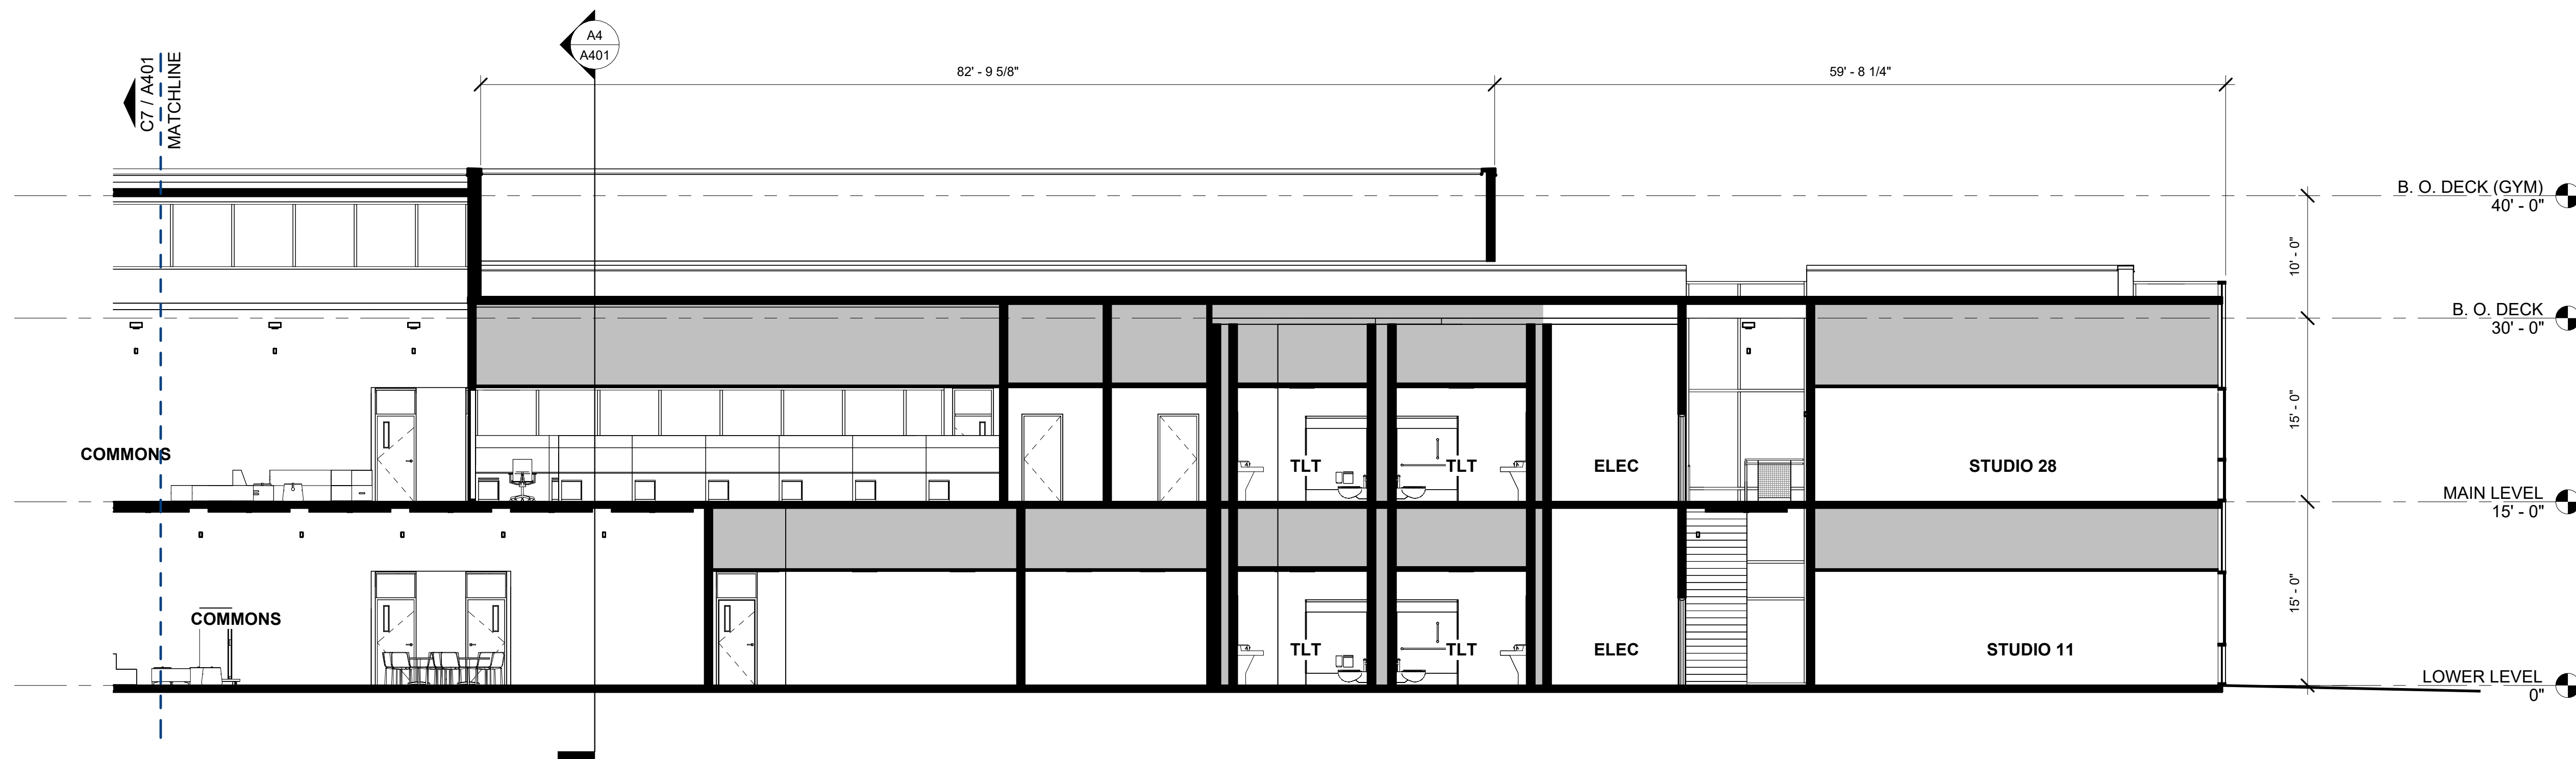 A4
A401
C7 / A401
MATCHLINE
82' - 9 5/8"
59' - 8 1/4"
B. O. DECK (GYM)
40' - 0"
10' - 0"
B. O. DECK
30' - 0"
15' - 0"
COMMONS
TLT
TLT
ELEC
STUDIO 28
MAIN LEVEL
15' - 0"
15' - 0"
COMMONS
TLT
TLT
ELEC
STUDIO 11
LOWER LEVEL
0"